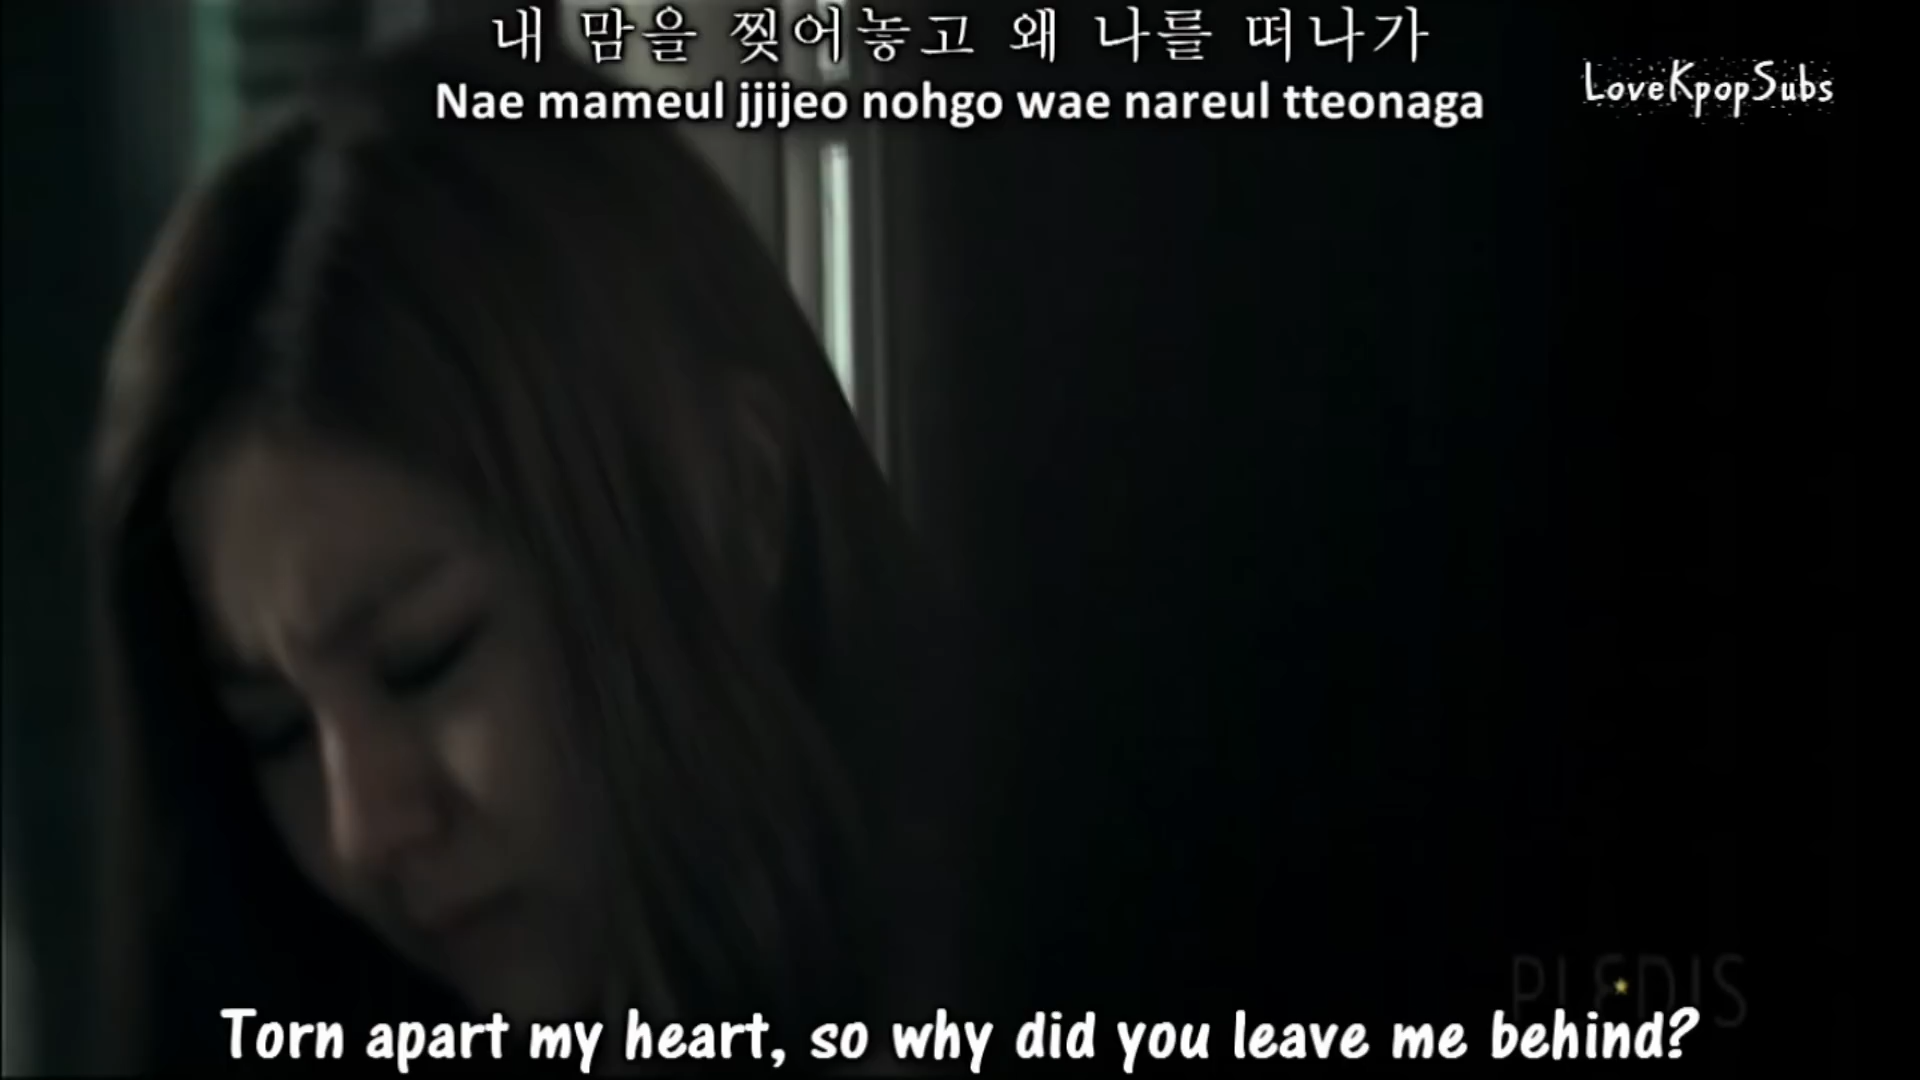 내 맘을 찢어놓고 왜 나를 떠나가
Nae mameul jjijeo nohgo wae nareul tteonaga
LoveKpopSubs
PLEDIS
Torn apart my heart, so why did you leave me behind?